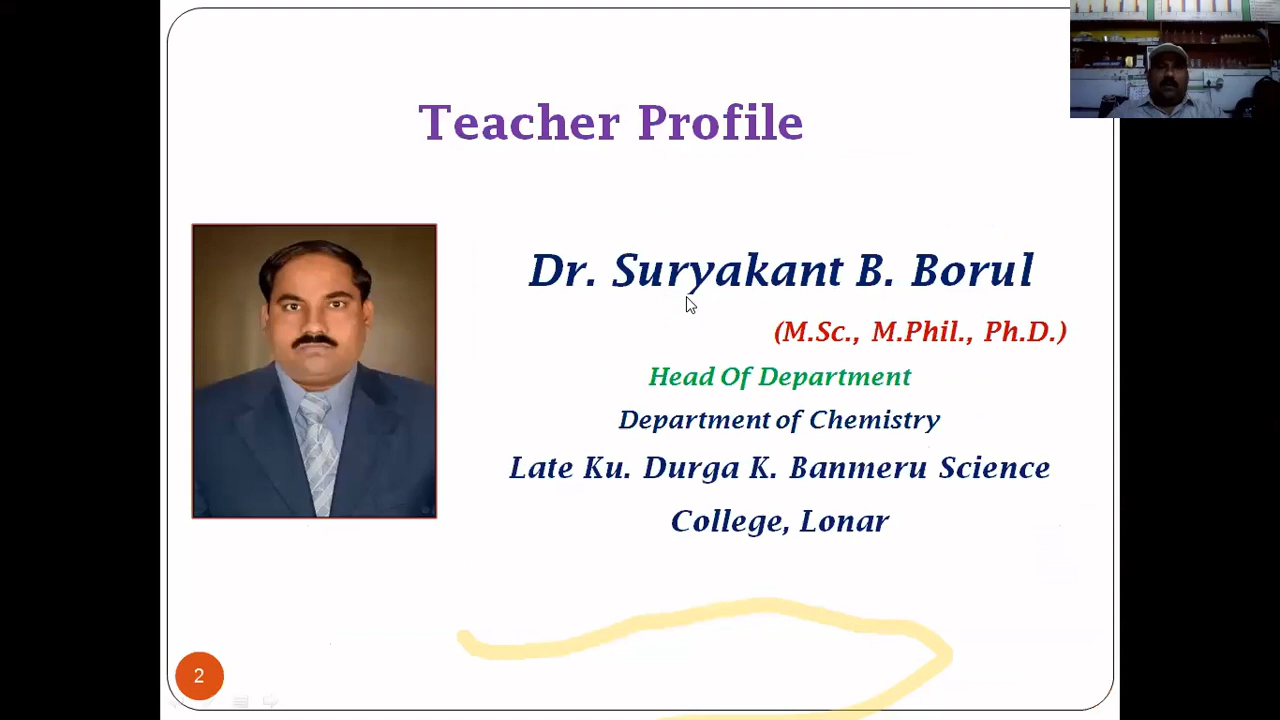 Teacher Profile
Dr. Suryakant B. Borul
(M.Sc., M.Phil., Ph.D.)
Head Of Department
Department of Chemistry
Late Ku. Durga K. Banmeru Science
College, Lonar
2